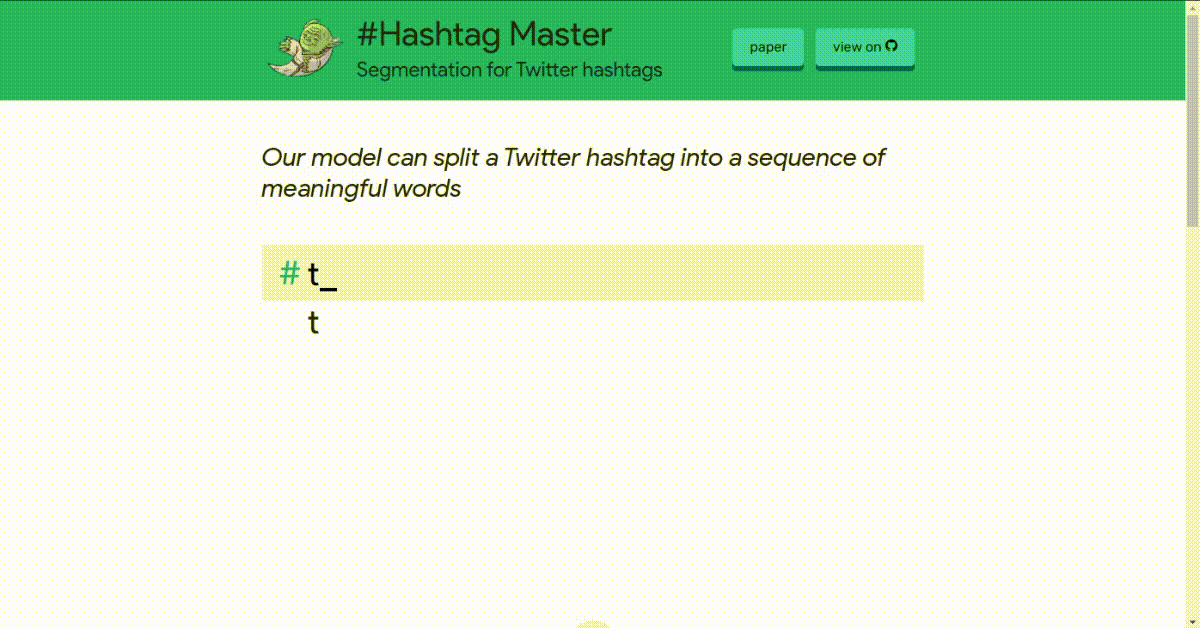 #Hashtag Master
Segmentation for Twitter hashtags
paper
view on
Our model can split a Twitter hashtag into a sequence of
meaningful words
# t_
t